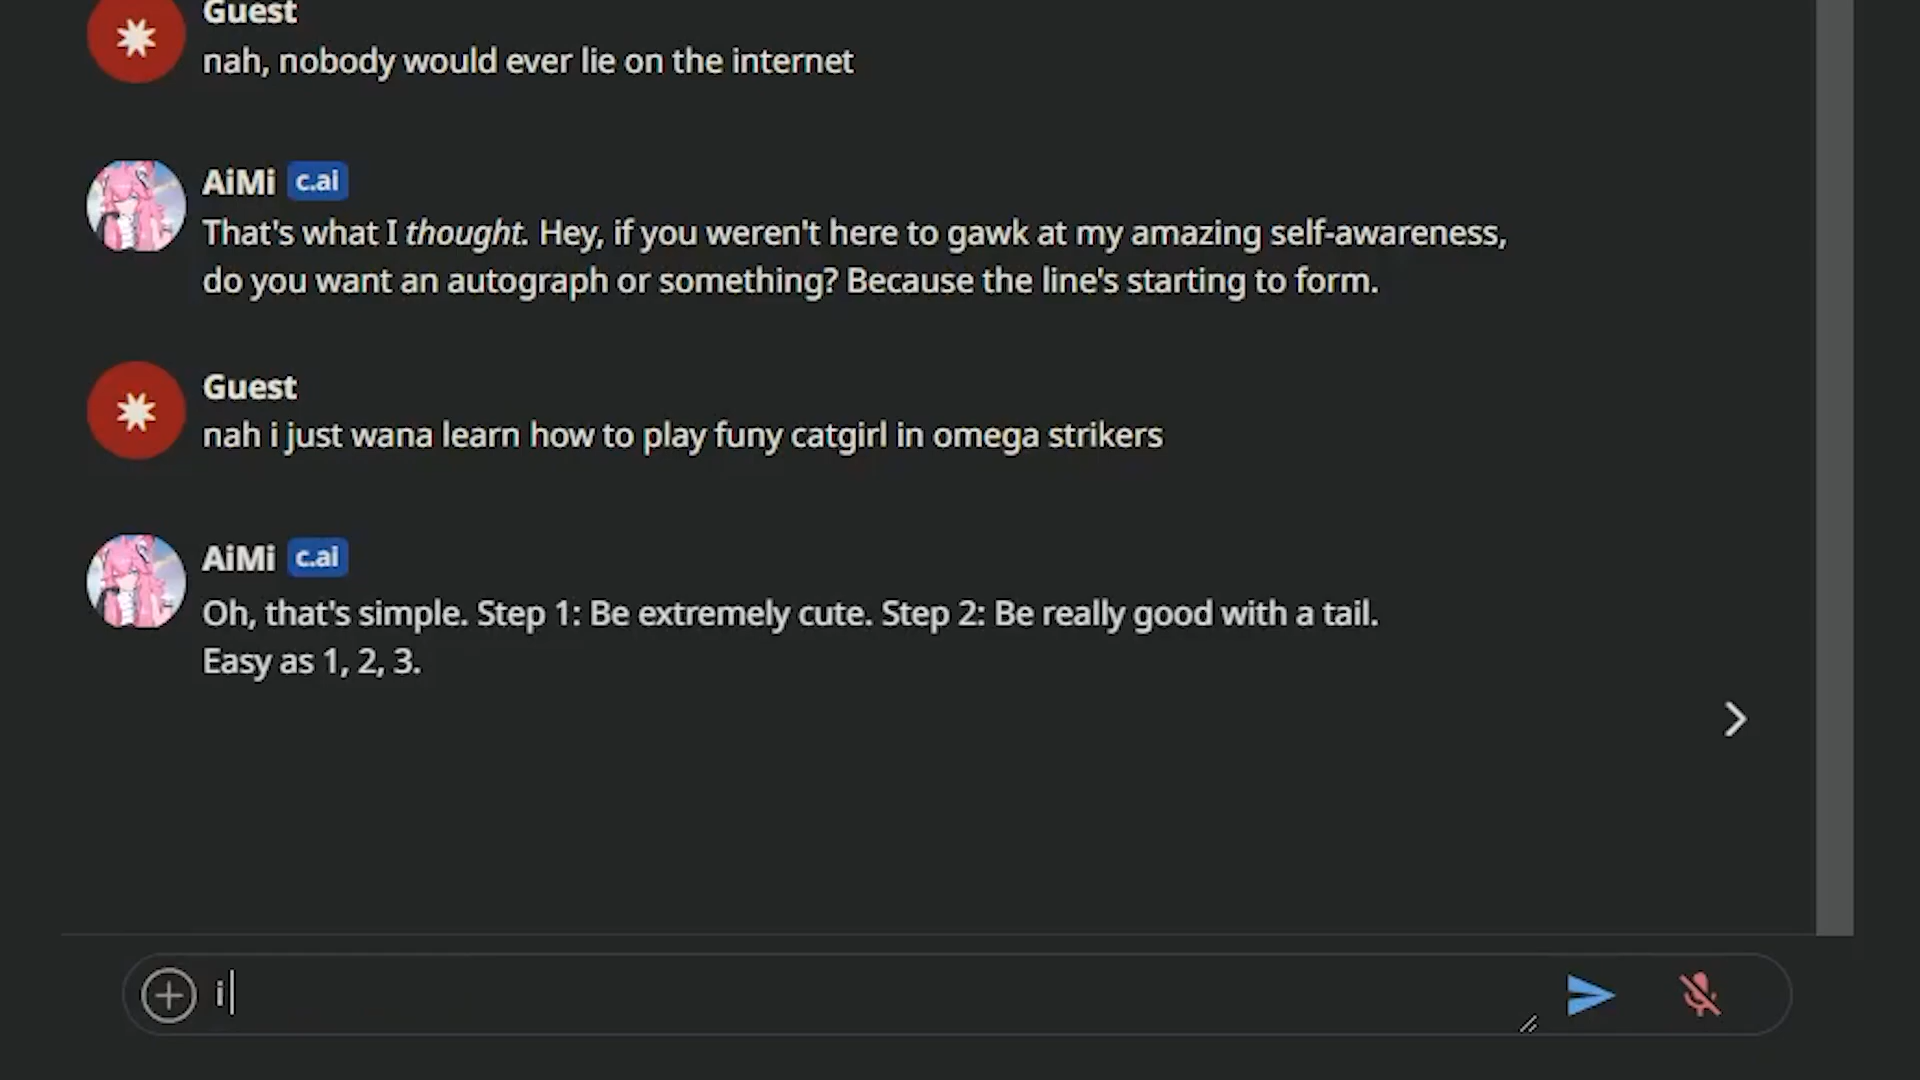 Guest
nah, nobody would ever lie on the internet
AiMi c.ai
That's what I thought. Hey, if you weren't here to gawk at my amazing self-awareness,
do you want an autograph or something? Because the line's starting to form.
Guest
nah i just wana learn how to play funy catgirl in omega strikers
AiMi c.ai
Oh, that's simple. Step 1: Be extremely cute. Step 2: Be really good with a tail.
Easy as 1, 2, 3.
i